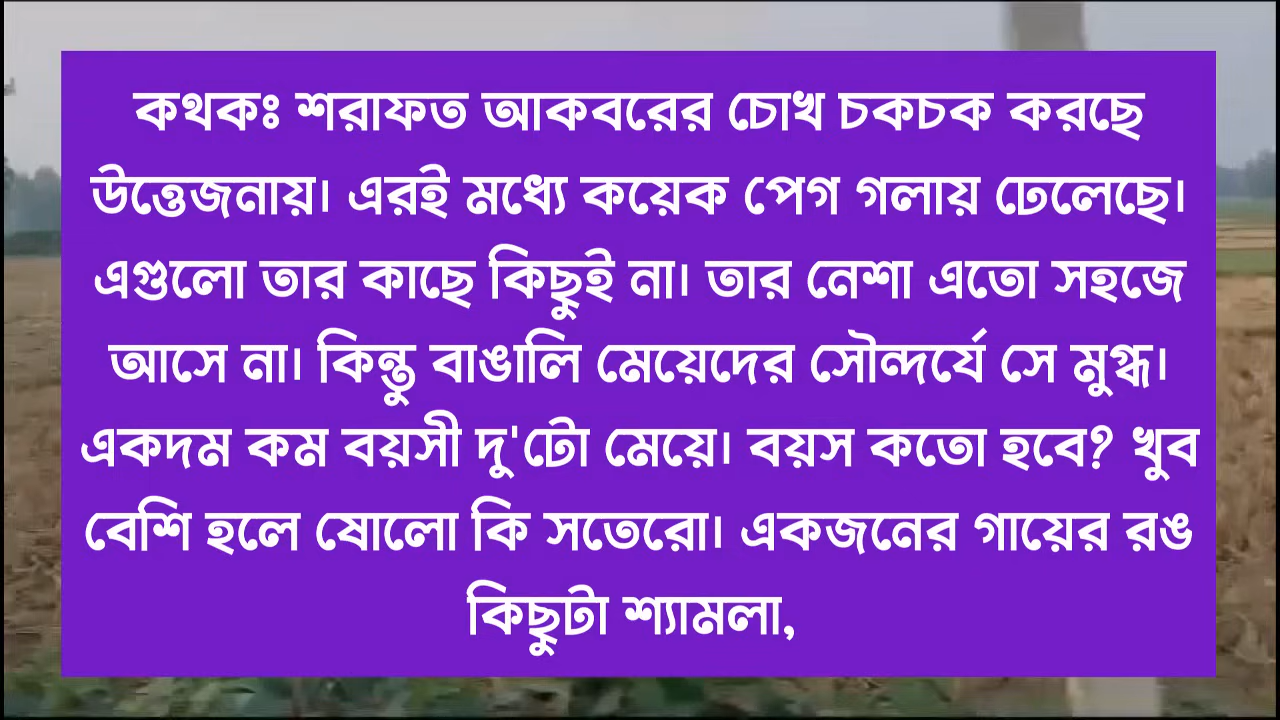 কথকঃ শরাফত আকবরের চোখ চকচক করছে
উত্তেজনায়। এরই মধ্যে কয়েক পেগ গলায় ঢেলেছে।
এগুলো তার কাছে কিছুই না। তার নেশা এতো সহজে
আসে না। কিন্তু বাঙালি মেয়েদের সৌন্দর্যে সে মুগ্ধ।
একদম কম বয়সী দু'টো মেয়ে। বয়স কতো হবে? খুব
বেশি হলে ষোলো কি সতেরো। একজনের গায়ের রঙ
কিছুটা শ্যামলা,